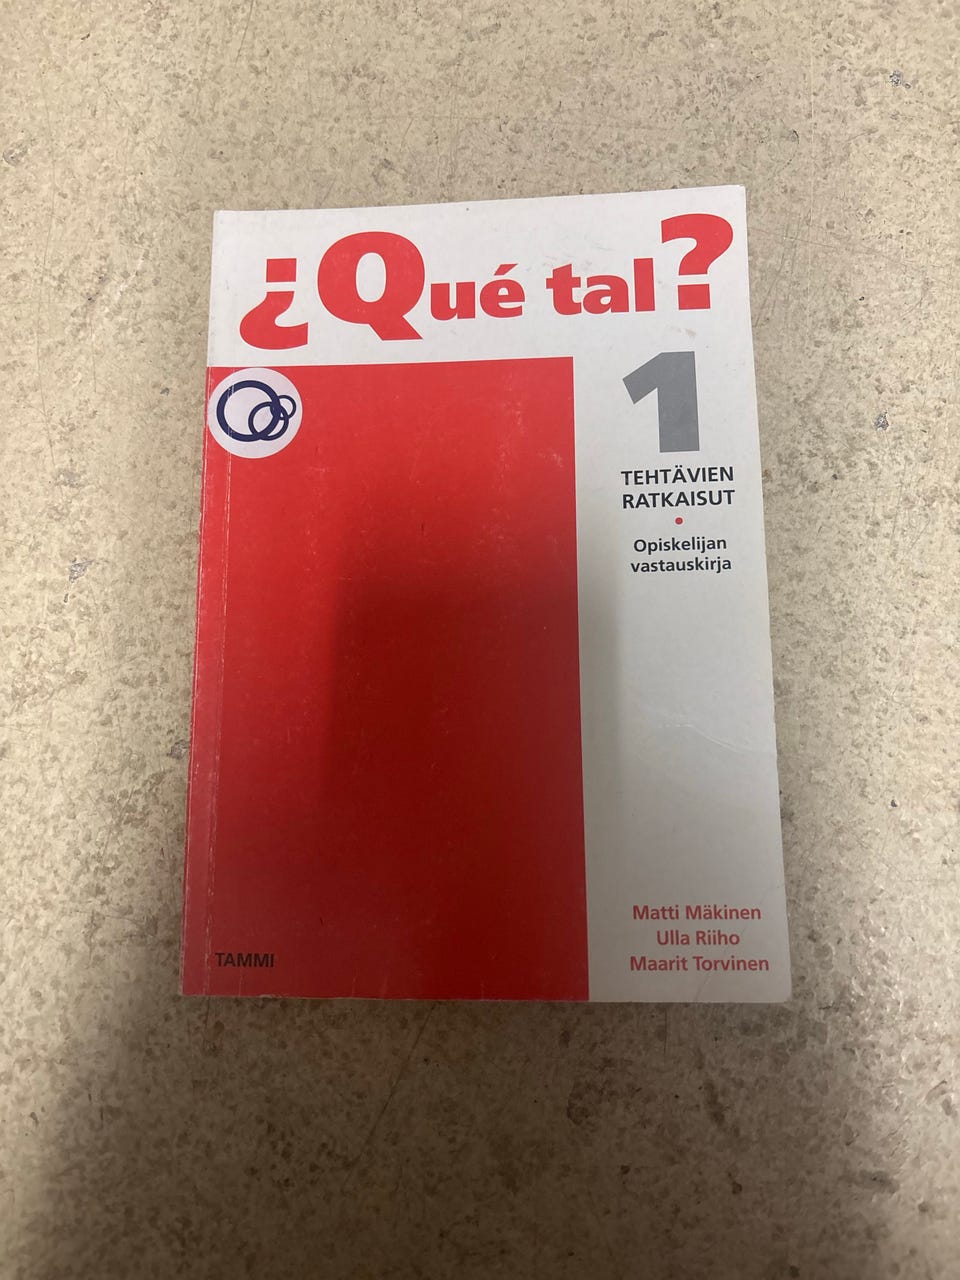 ¿Qué tal?
1
TEHTÄVIEN
RATKAISUT
•
Opiskelijan
vastauskirja
Matti Mäkinen
Ulla Riiho
Maarit Torvinen
TAMMI